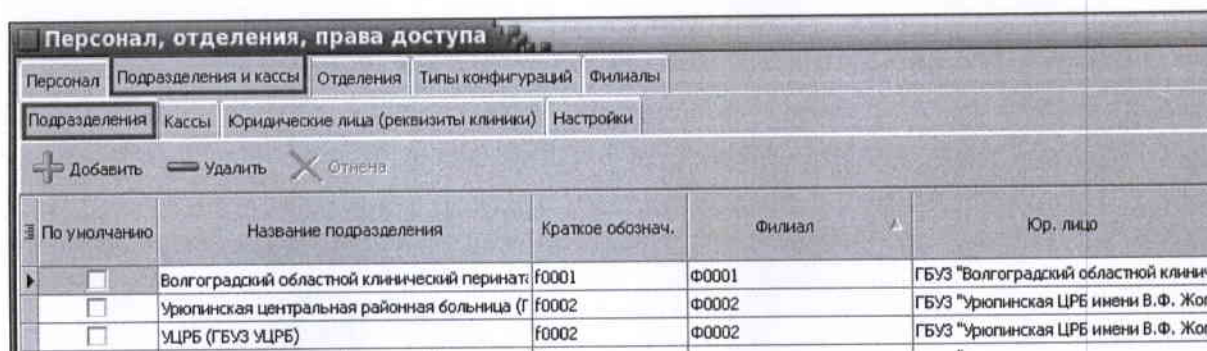 Персонал, отделения, права доступа
Персонал Подразделения и кассы Отделения Типы конфигураций Филиалы
Подразделения Кассы Юридические лица (реквизиты клиники) Настройки
Добавить Удалить Отмена
По умолчанию Название подразделения Краткое обознач. Филиал Юр. лицо
Волгоградский областной клинический перината f0001 Ф0001 ГБУЗ "Волгоградский областной клинич
Урюпинская центральная районная больница (Г f0002 Ф0002 ГБУЗ "Урюпинская ЦРБ имени В.Ф. Жог
УЦРБ (ГБУЗ УЦРБ) f0002 Ф0002 ГБУЗ "Урюпинская ЦРБ имени В.Ф. Жог